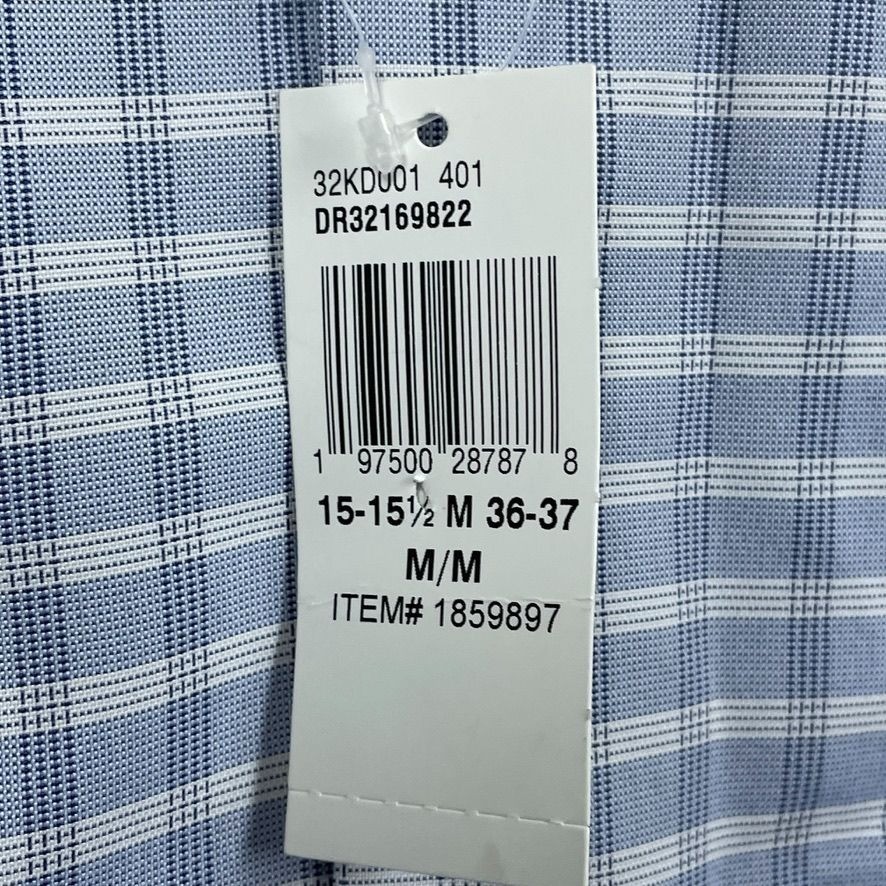 32KD001 401
DR32169822
1 97500 28787 8
15-15½ M 36-37
M/M
ITEM# 1859897